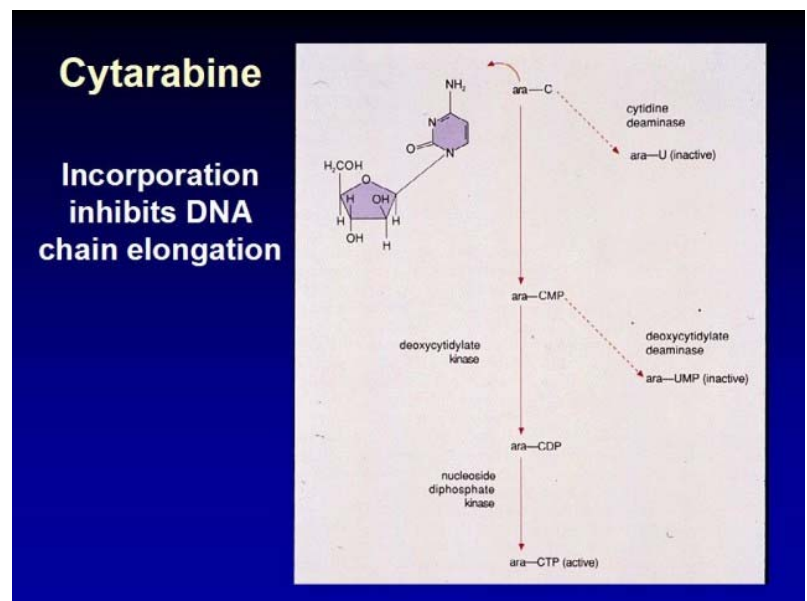 Cytarabine
Incorporation
inhibits DNA
chain elongation
NH₂
N
O
N
H₂COH
O
H
OH
H
H
OH
H
ara—C
cytidine
deaminase
ara—U (inactive)
ara—CMP
deoxycytidylate
kinase
deoxycytidylate
deaminase
ara—UMP (inactive)
ara—CDP
nucleoside
diphosphate
kinase
ara—CTP (active)